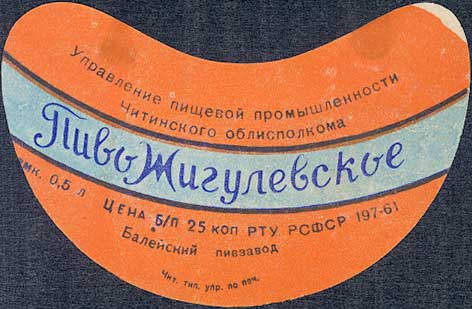 Управление пищевой промышленности
Читинского облисполкома
Пиво Жигулевское
емк. 0,5 л ЦЕНА Б/П 25 КОП РТУ РСФСР 197-61
Балейский пивзавод
Чит. тип. упр. по печ.